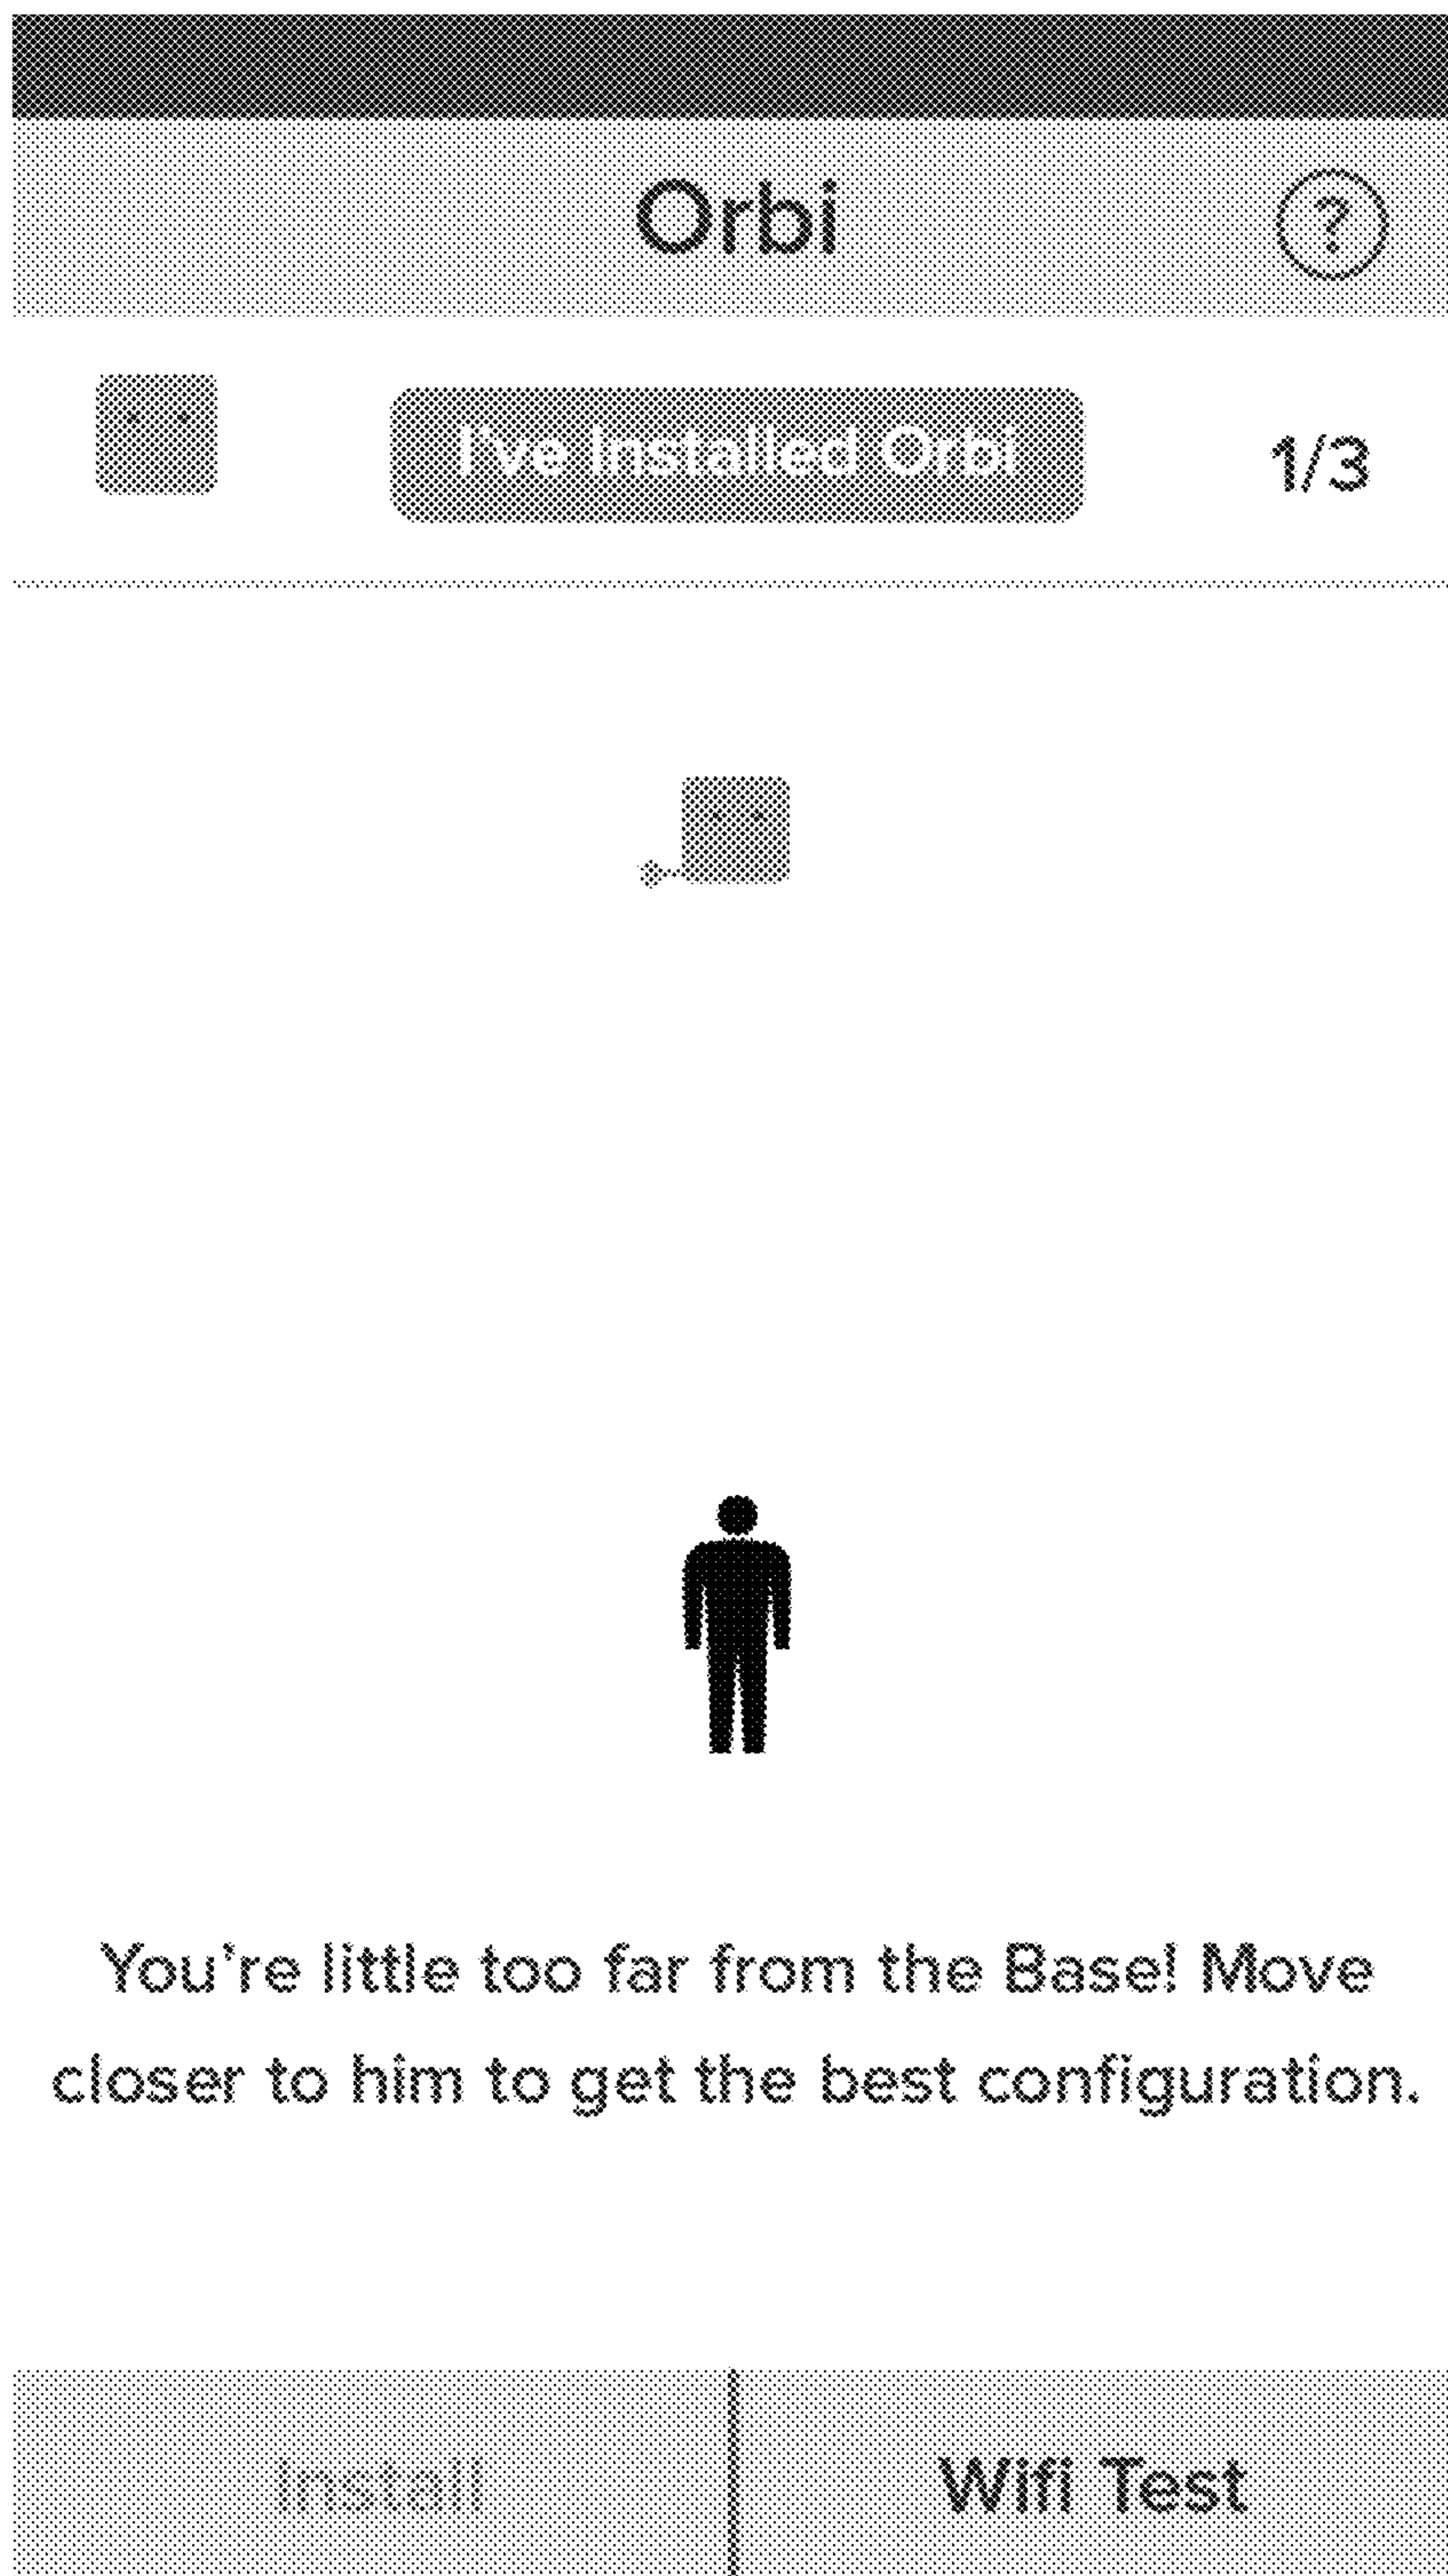 Orbi
?
I've Installed Orbi
1/3
You're little too far from the Base! Move
closer to him to get the best configuration.
Install
Wifi Test